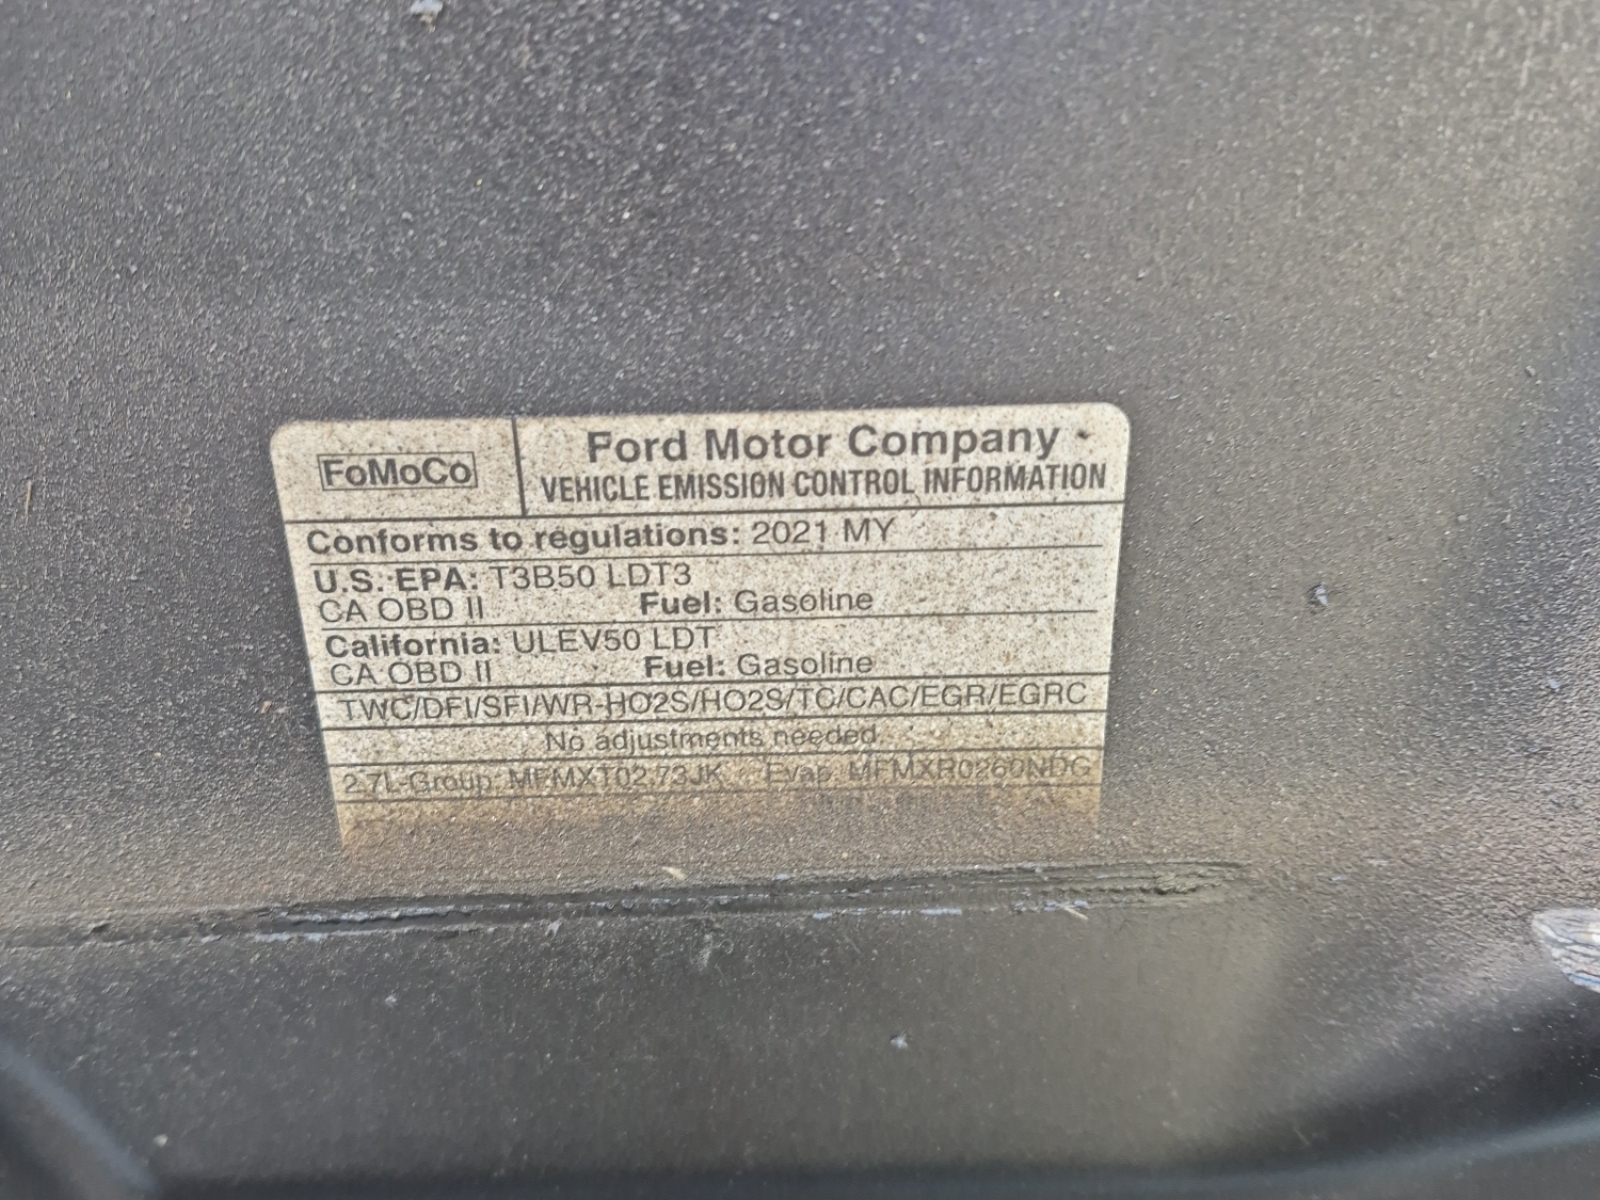 FoMoCo
Ford Motor Company
VEHICLE EMISSION CONTROL INFORMATION
Conforms to regulations: 2021 MY
U.S. EPA: T3B50 LDT3
CA OBD II Fuel: Gasoline
California: ULEV50 LDT
CA OBD II Fuel: Gasoline
TWC/DFI/SFI/WR-HO2S/HO2S/TC/CAC/EGR/EGRC
No adjustments needed.
2.7L-Group: MFMXT02.73JK Evap: MFMXR0260NDG